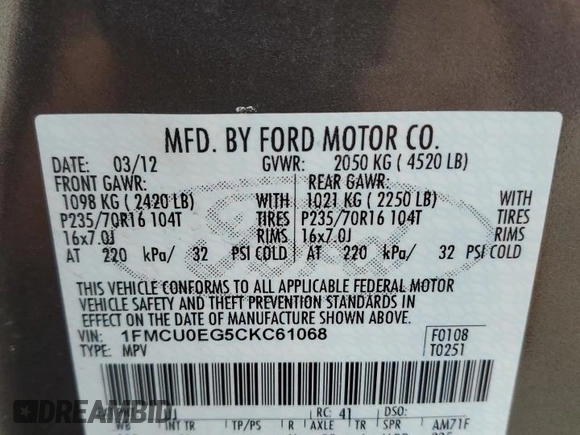 MFD. BY FORD MOTOR CO.
DATE: 03/12 GVWR: 2050 KG ( 4520 LB)
FRONT GAWR: REAR GAWR:
1098 KG ( 2420 LB) WITH 1021 KG ( 2250 LB) WITH
P235/70R16 104T TIRES P235/70R16 104T TIRES
16x7.0J RIMS 16x7.0J RIMS
AT 220 kPa/ 32 PSI COLD AT 220 kPa/ 32 PSI COLD
THIS VEHICLE CONFORMS TO ALL APPLICABLE FEDERAL MOTOR
VEHICLE SAFETY AND THEFT PREVENTION STANDARDS IN
EFFECT ON THE DATE OF MANUFACTURE SHOWN ABOVE.
VIN: 1FMCU0EG5CKC61068 F0108
TYPE: MPV T0251
RC: 41 DSO:
WB INT TR TP/PS R AXLE TR SPR AM71F
DREAMBID